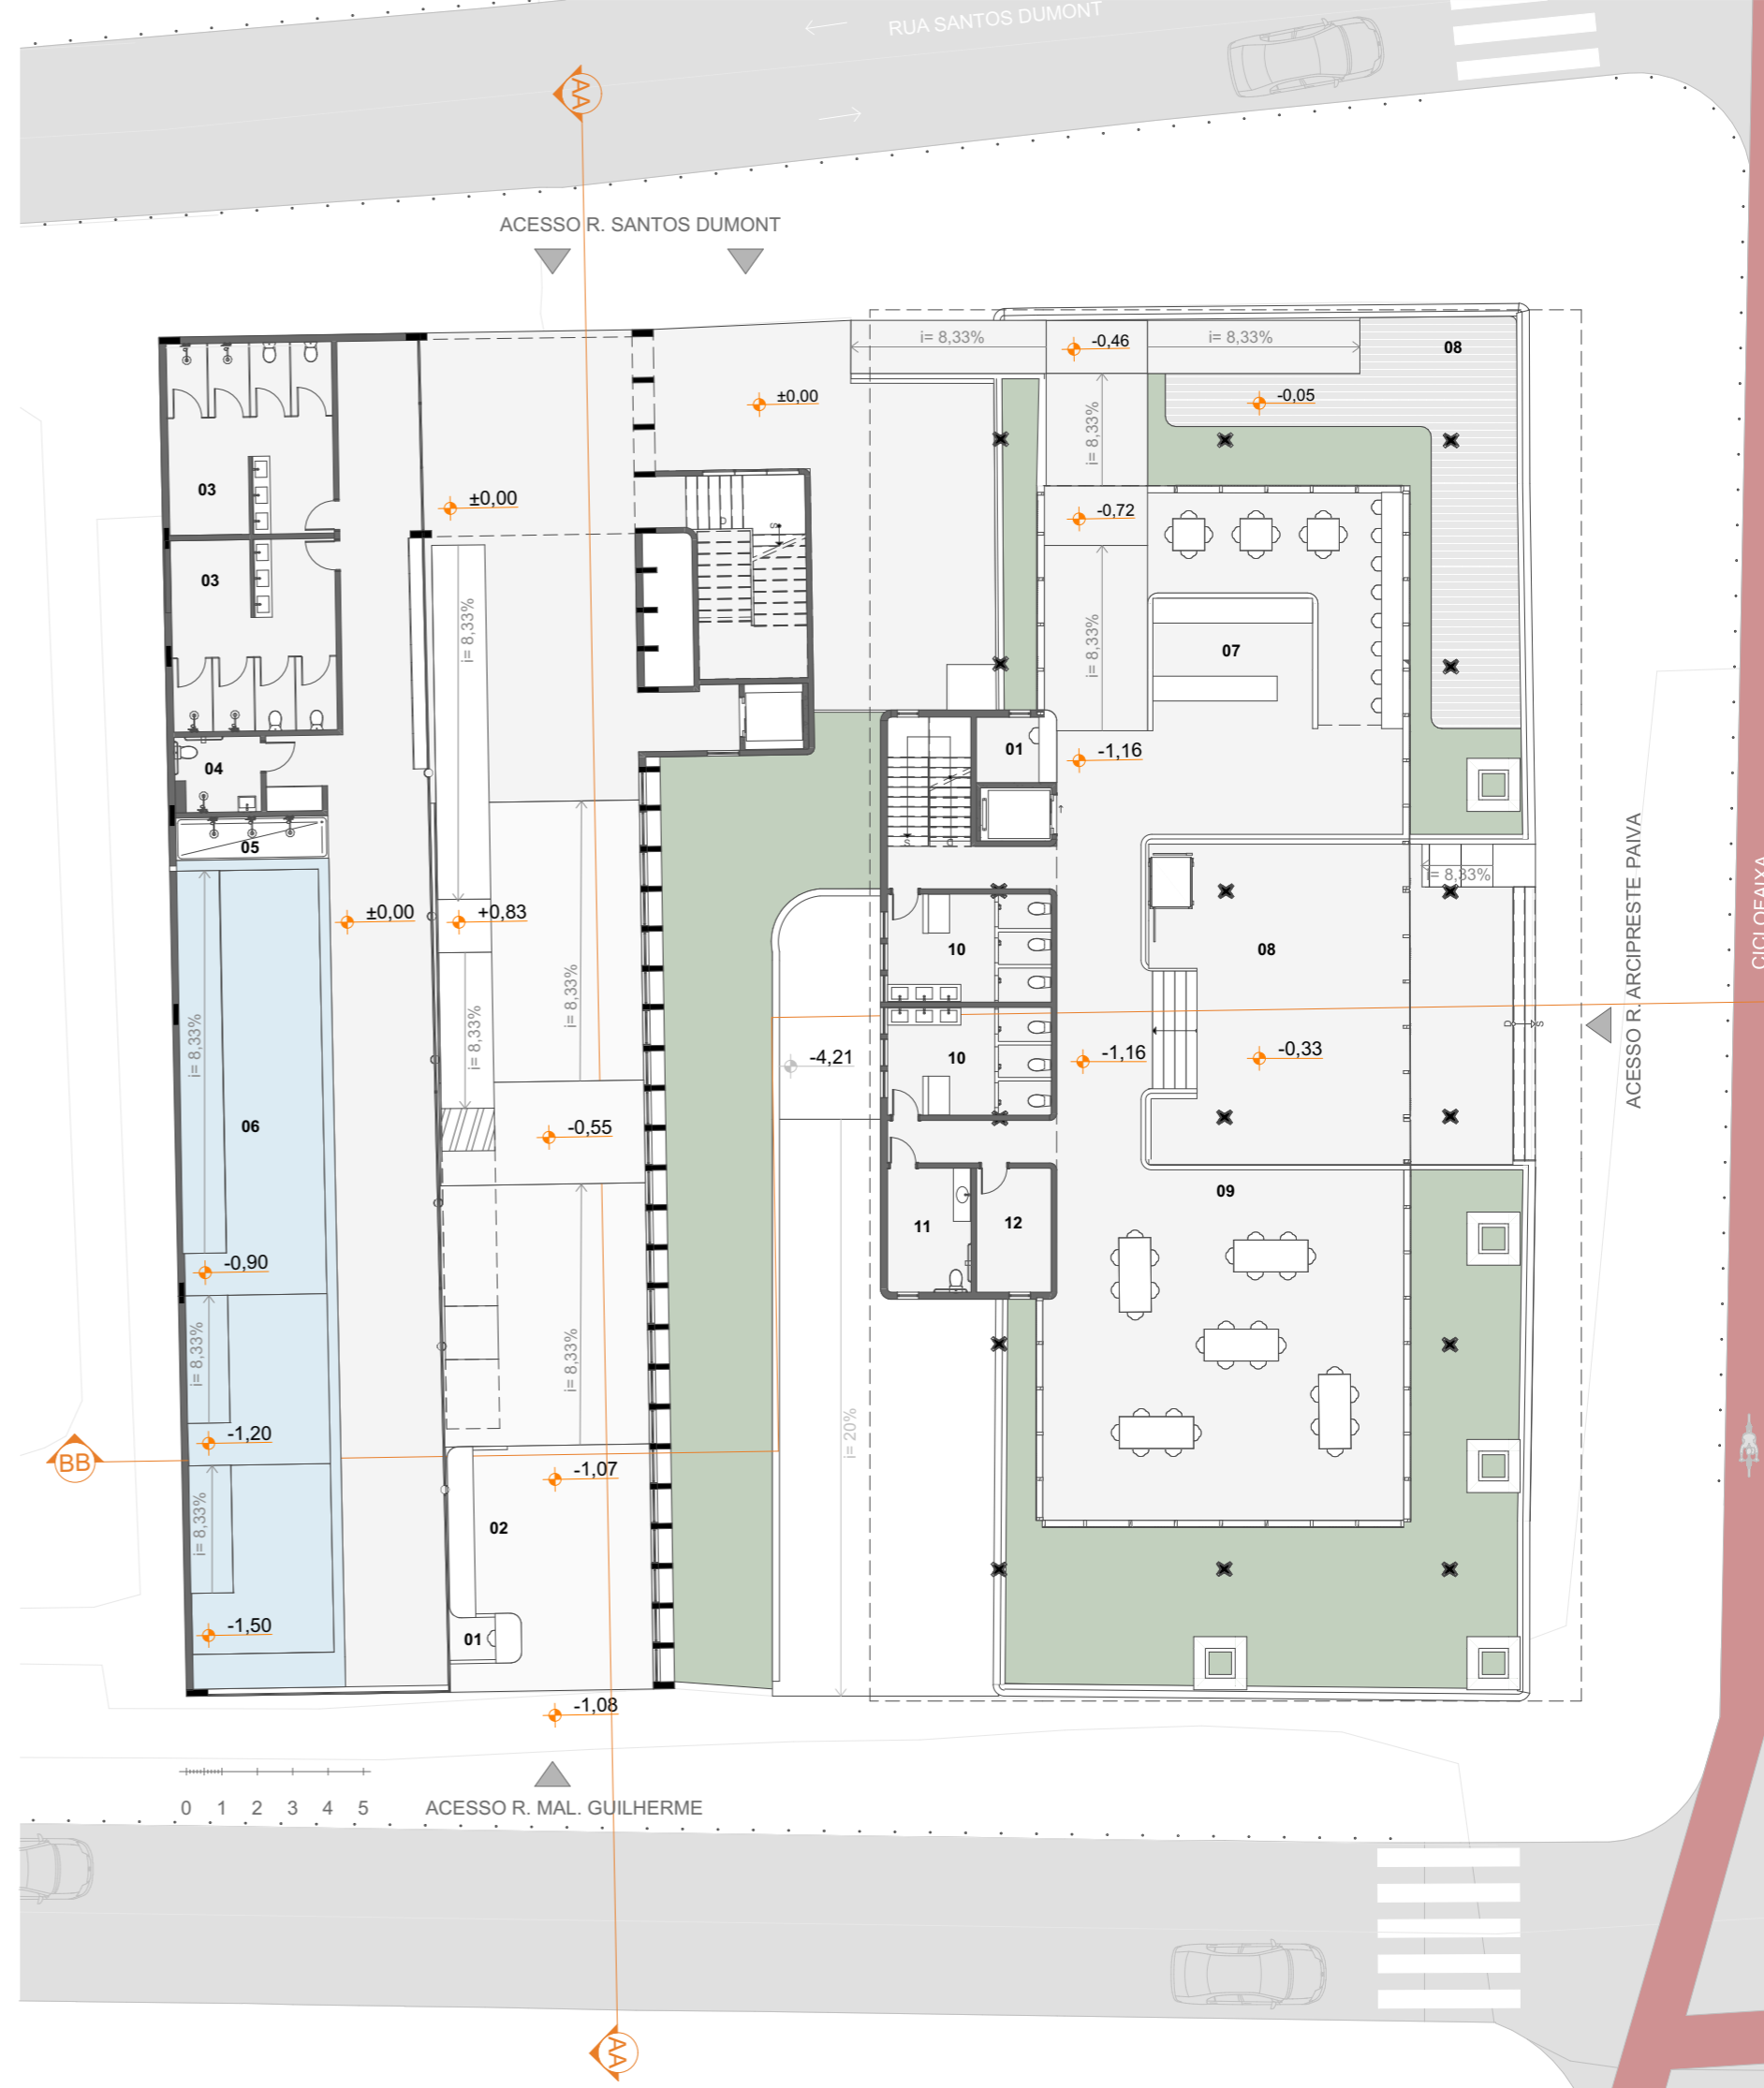 RUA SANTOS DUMONT
AA
ACESSO R. SANTOS DUMONT
i= 8,33%
-0,46
i= 8,33%
08
-0,05
±0,00
i= 8,33%
03
±0,00
-0,72
D
S
03
i= 8,33%
i= 8,33%
07
04
01
-1,16
05
S
D
i= 8,33%
ACESSO R. ARCIPRESTE PAIVA
CICLOFAIXA
±0,00
+0,83
10
08
i= 8,33%
i= 8,33%
i= 8,33%
-4,21
10
-1,16
-0,33
D
S
06
-0,55
09
11
12
-0,90
i= 8,33%
i= 8,33%
i= 20%
-1,20
BB
-1,07
i= 8,33%
02
-1,50
01
-1,08
0 1 2 3 4 5
ACESSO R. MAL. GUILHERME
AA